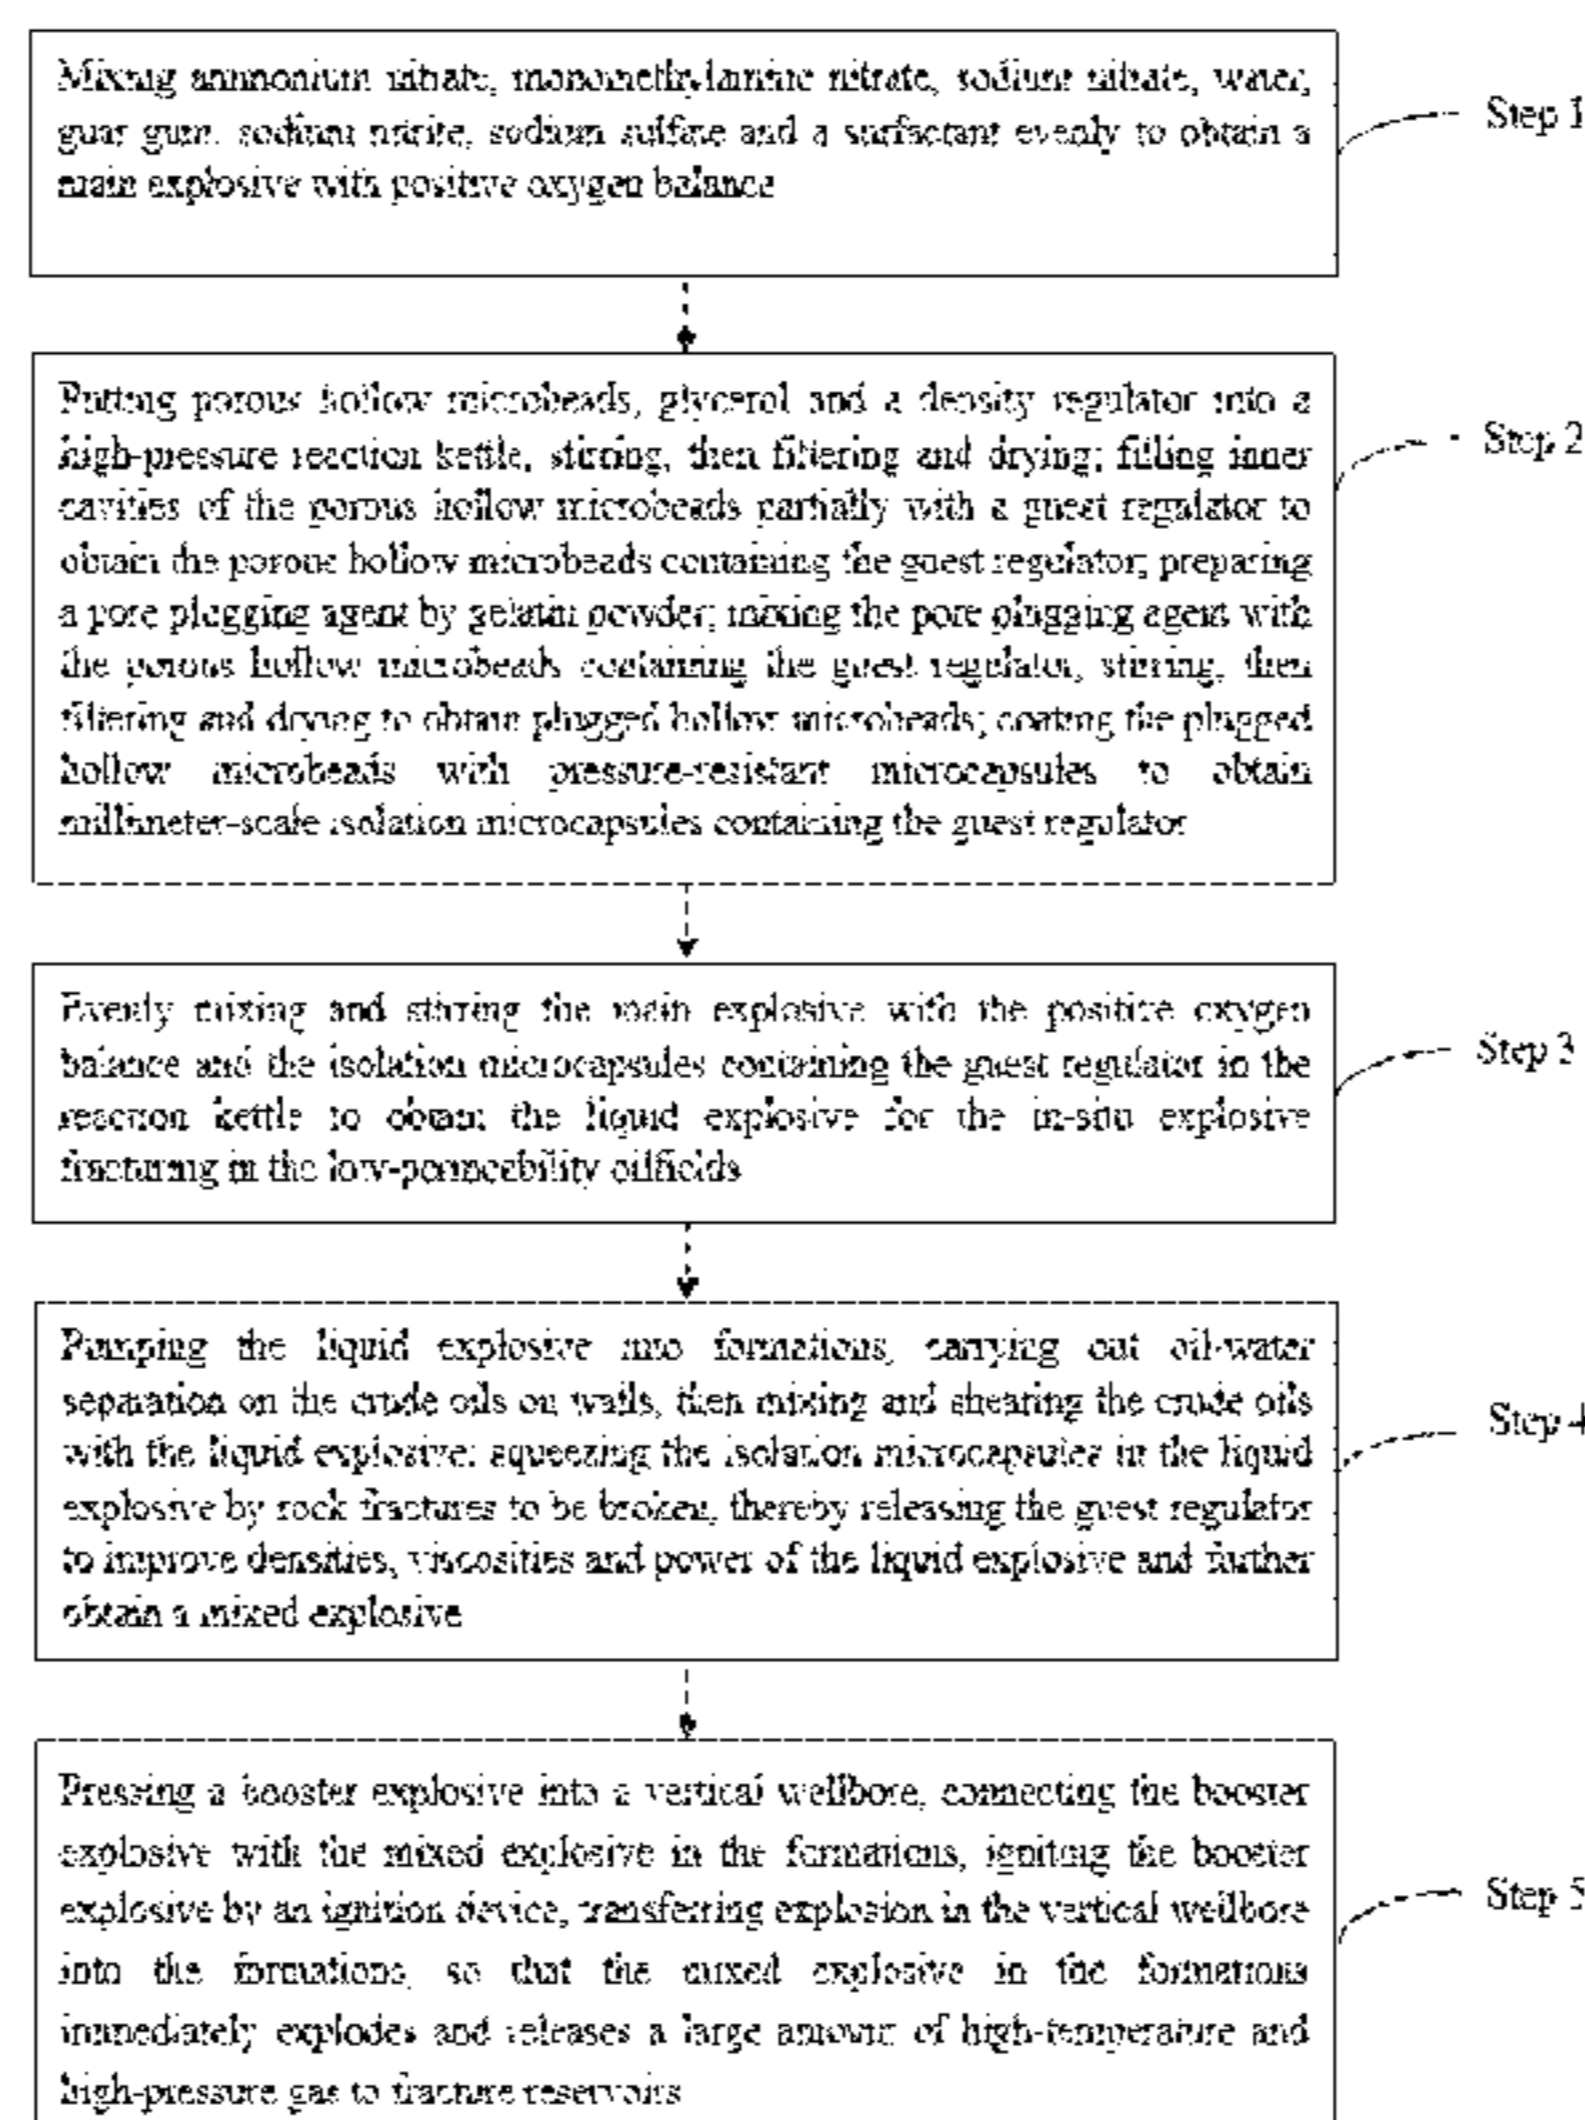 Mixing ammonium nitrate, monomethylamine nitrate, sodium nitrate, water,
guar gum, sodium nitrite, sodium sulfate and a surfactant evenly to obtain a
main explosive with positive oxygen balance
Step 1
Putting porous hollow microbeads, glycerol and a density regulator into a
high-pressure reaction kettle, stirring, then filtering and drying; filling inner
cavities of the porous hollow microbeads partially with a guest regulator to
obtain the porous hollow microbeads containing the guest regulator; preparing
a pore plugging agent by gelatin powder; mixing the pore plugging agent with
the porous hollow microbeads containing the guest regulator, stirring, then
filtering and drying to obtain plugged hollow microbeads; coating the plugged
hollow microbeads with pressure-resistant microcapsules to obtain
millimeter-scale isolation microcapsules containing the guest regulator
Step 2
Evenly mixing and stirring the main explosive with the positive oxygen
balance and the isolation microcapsules containing the guest regulator in the
reaction kettle to obtain the liquid explosive for the in-situ explosive
fracturing in the low-permeability oilfields
Step 3
Pumping the liquid explosive into formations, carrying out oil-water
separation on the crude oils on walls, then mixing and shearing the crude oils
with the liquid explosive; squeezing the isolation microcapsules in the liquid
explosive by rock fractures to be broken, thereby releasing the guest regulator
to improve densities, viscosities and power of the liquid explosive and further
obtain a mixed explosive
Step 4
Pressing a booster explosive into a vertical wellbore, connecting the booster
explosive with the mixed explosive in the formations, igniting the booster
explosive by an ignition device, transferring explosion in the vertical wellbore
into the formations, so that the mixed explosive in the formations
immediately explodes and releases a large amount of high-temperature and
high-pressure gas to fracture reservoirs
Step 5